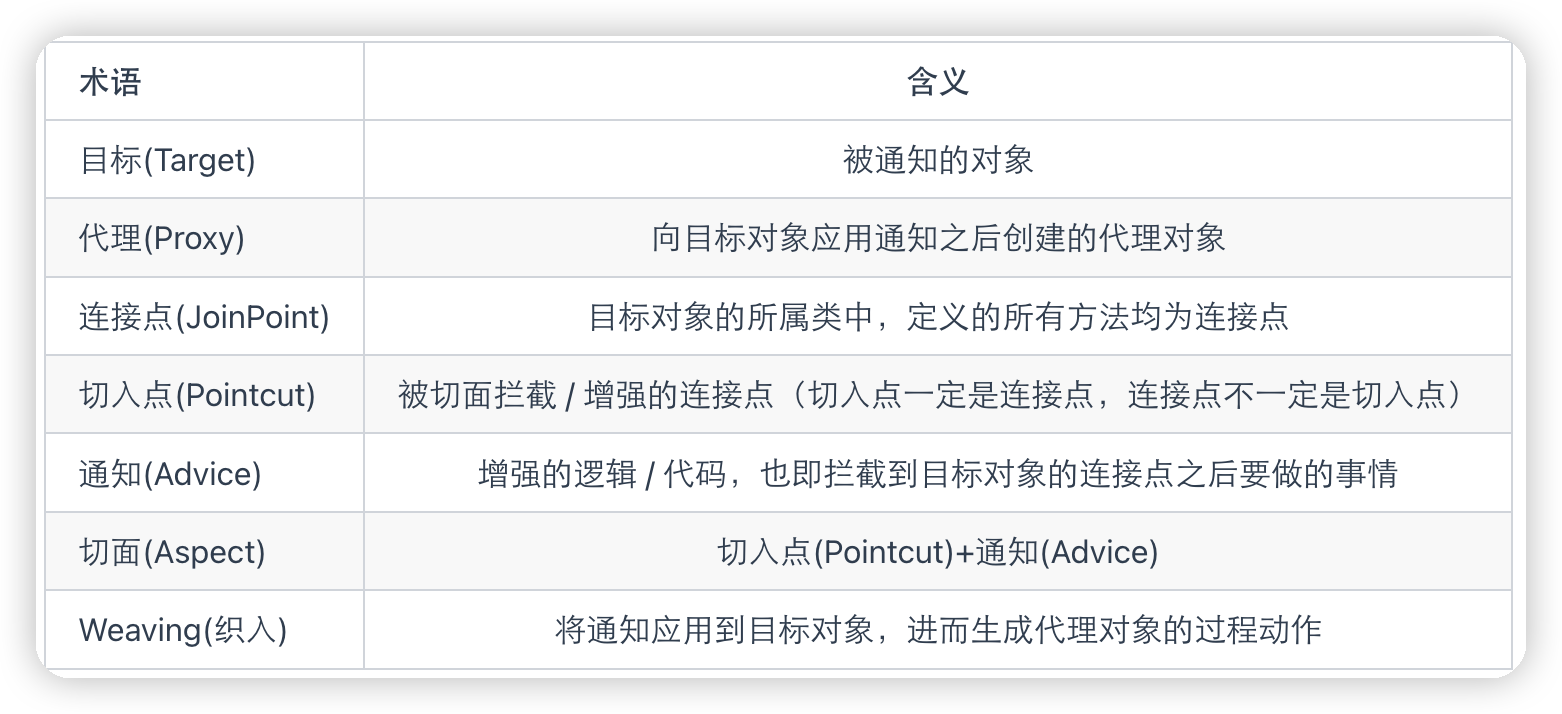 术语 含义
目标(Target) 被通知的对象
代理(Proxy) 向目标对象应用通知之后创建的代理对象
连接点(JoinPoint) 目标对象的所属类中，定义的所有方法均为连接点
切入点(Pointcut) 被切面拦截 / 增强的连接点（切入点一定是连接点，连接点不一定是切入点）
通知(Advice) 增强的逻辑 / 代码，也即拦截到目标对象的连接点之后要做的事情
切面(Aspect) 切入点(Pointcut)+通知(Advice)
Weaving(织入) 将通知应用到目标对象，进而生成代理对象的过程动作